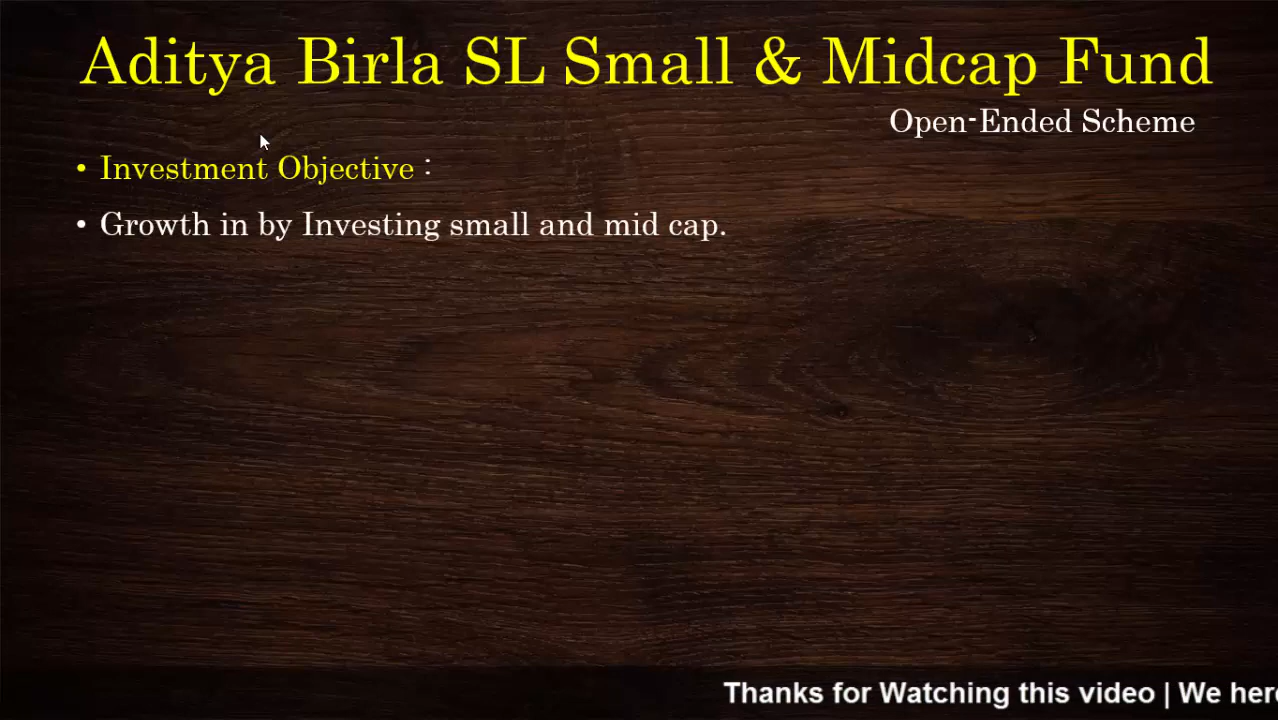 Aditya Birla SL Small & Midcap Fund
Open-Ended Scheme
• Investment Objective :
• Growth in by Investing small and mid cap.
Thanks for Watching this video | We here